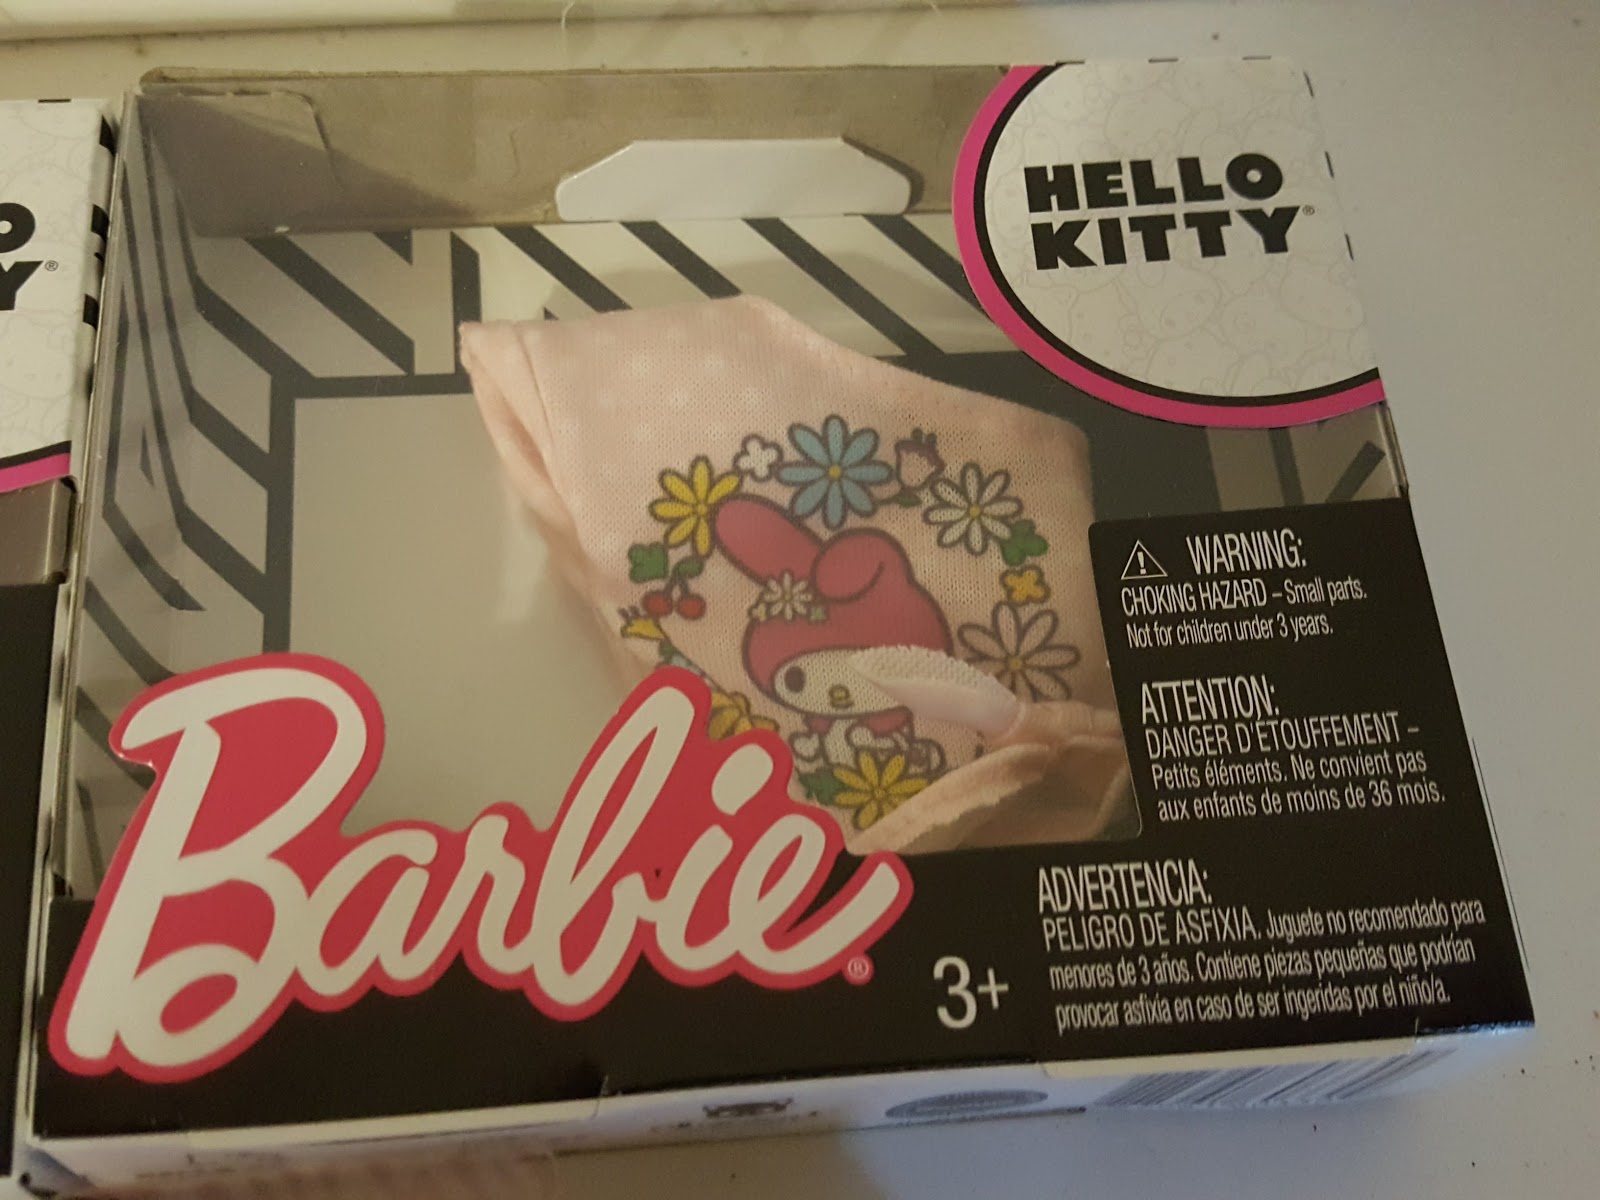 HELLO
KITTY®
O
Y®
⚠ WARNING:
CHOKING HAZARD – Small parts.
Not for children under 3 years.
ATTENTION:
DANGER D'ÉTOUFFEMENT –
Petits éléments. Ne convient pas
aux enfants de moins de 36 mois.
Barbie®
3+
ADVERTENCIA:
PELIGRO DE ASFIXIA. Juguete no recomendado para
menores de 3 años. Contiene piezas pequeñas que podrían
provocar asfixia en caso de ser ingeridas por el niño/a.